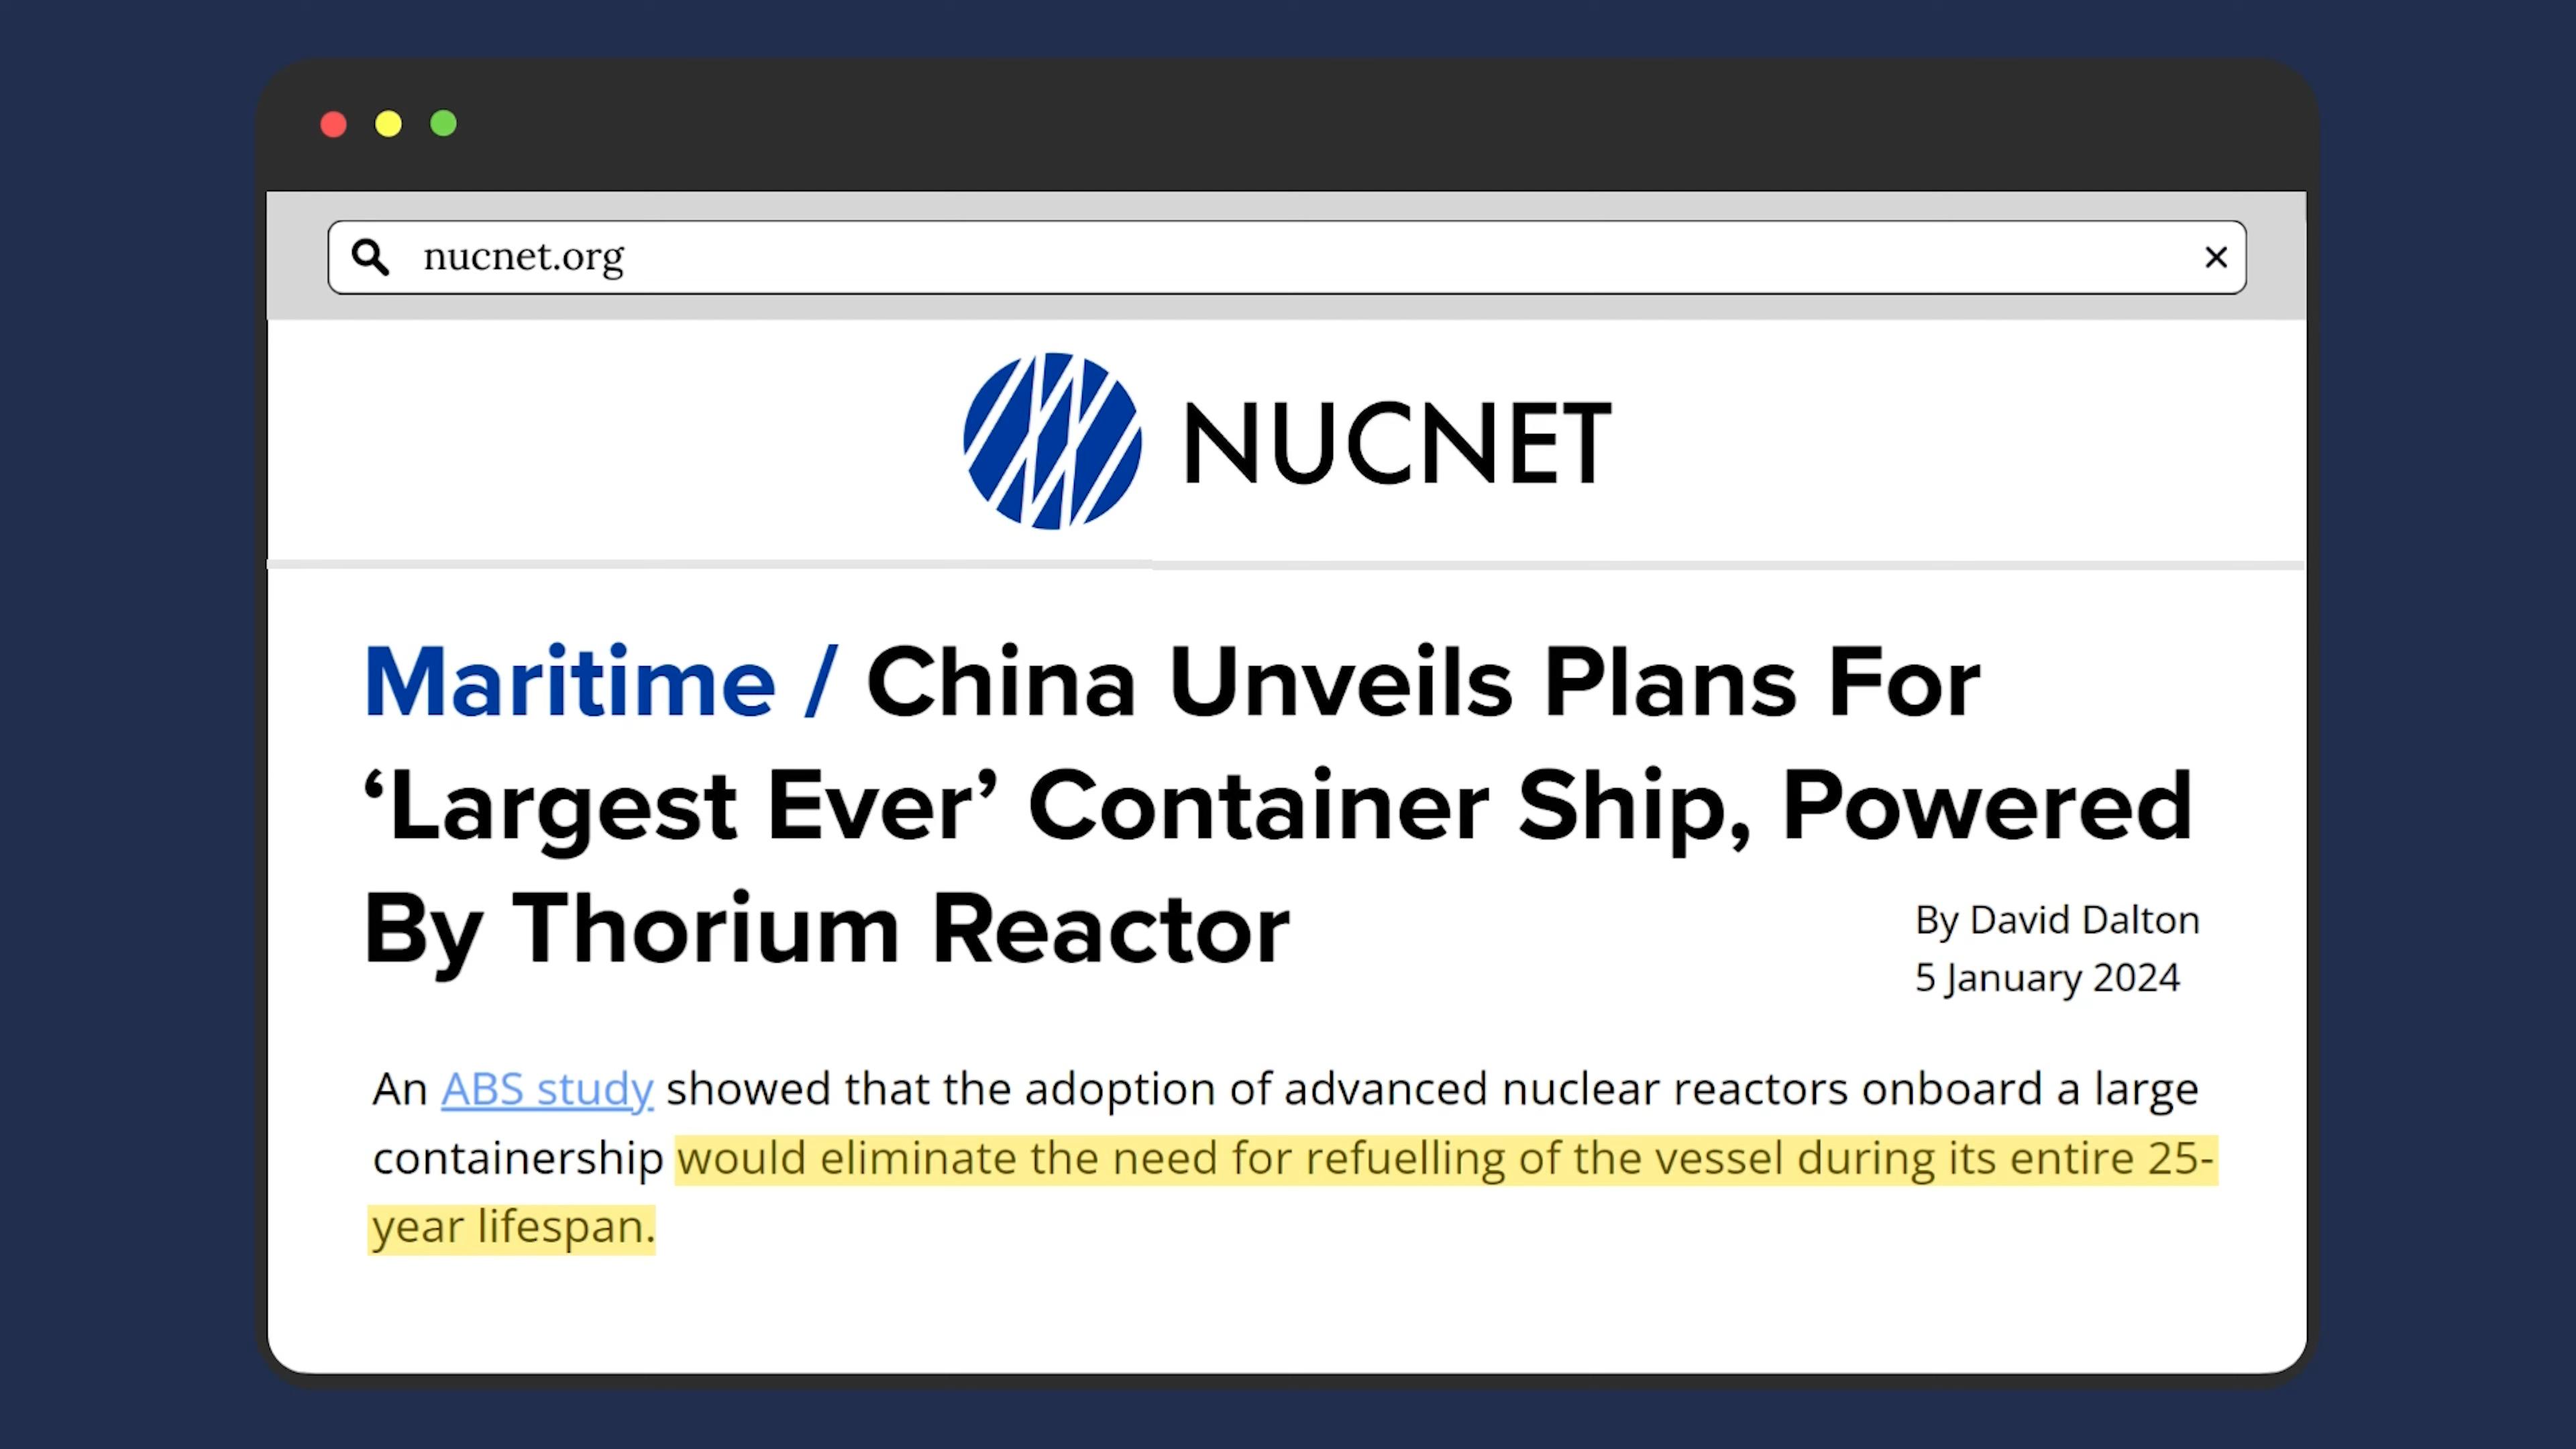 nucnet.org
NUCNET
Maritime / China Unveils Plans For
‘Largest Ever’ Container Ship, Powered
By Thorium Reactor
By David Dalton
5 January 2024
An ABS study showed that the adoption of advanced nuclear reactors onboard a large
containership would eliminate the need for refuelling of the vessel during its entire 25-
year lifespan.